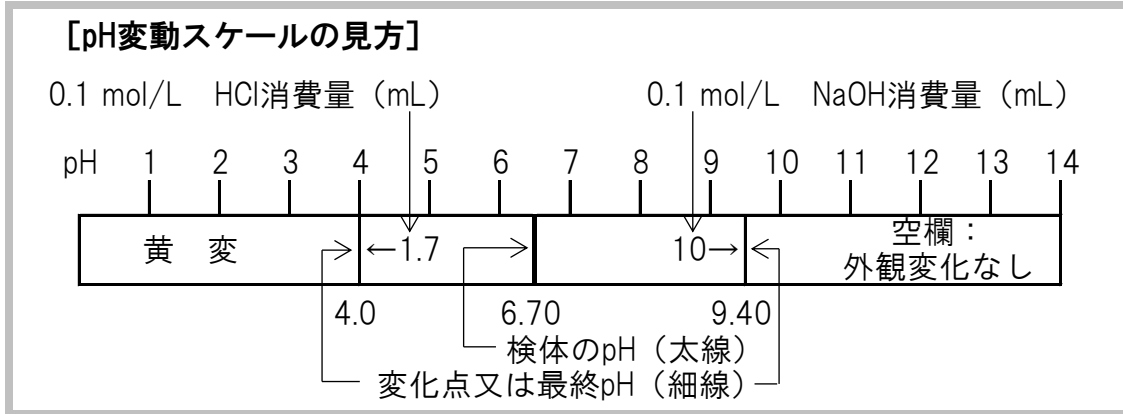 [pH変動スケールの見方]
0.1 mol/L HCl消費量（mL） 0.1 mol/L NaOH消費量（mL）
pH 1 2 3 4 5 6 7 8 9 10 11 12 13 14
黄 変 ←1.7 10→ 空欄：
外観変化なし
4.0 6.70 9.40
検体のpH（太線）
変化点又は最終pH（細線）